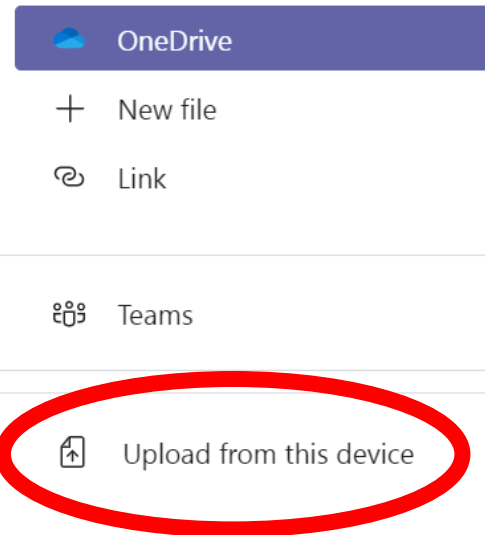 OneDrive
New file
Link
Teams
Upload from this device